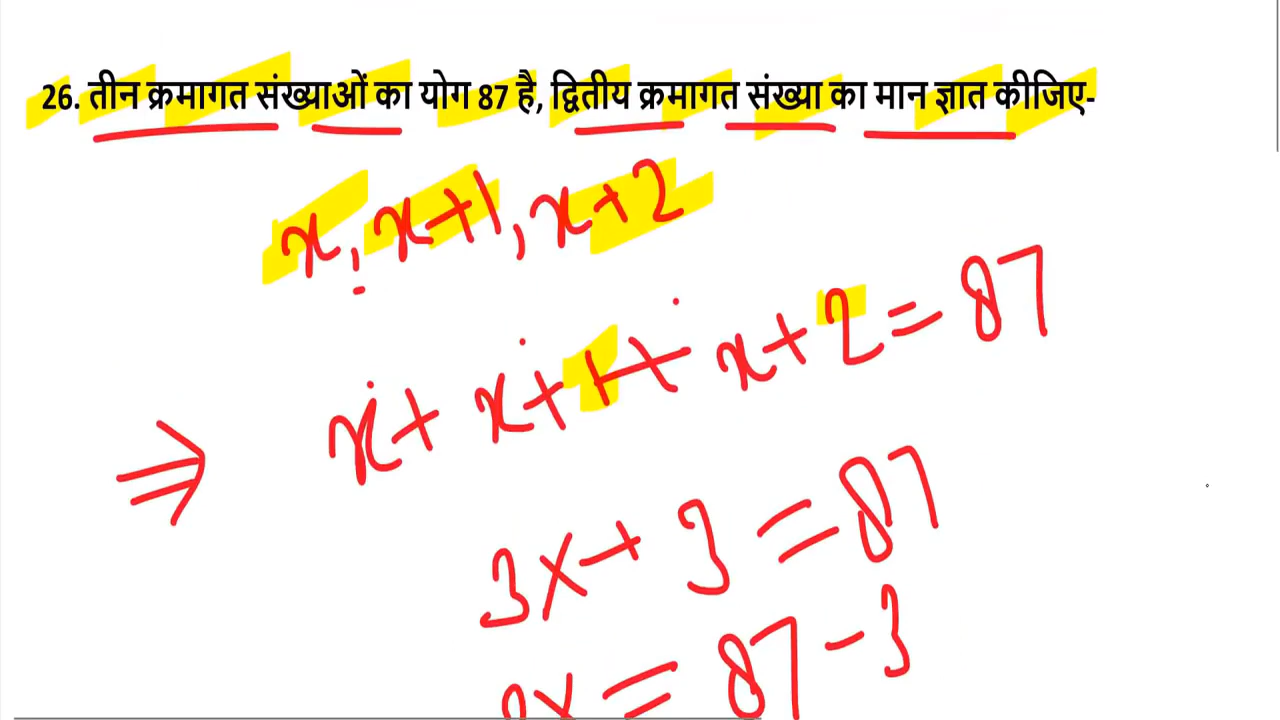 26. तीन क्रमागत संख्याओं का योग 87 है, द्वितीय क्रमागत संख्या का मान ज्ञात कीजिए-
x, x+1, x+2
⇒ x + x+1+ x+2 = 87
3x + 3 = 87
3x = 87 - 3